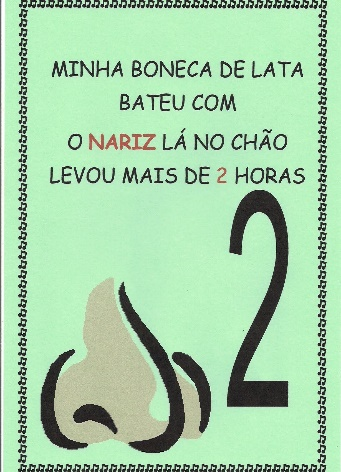 MINHA BONECA DE LATA
BATEU COM
O NARIZ LÁ NO CHÃO
LEVOU MAIS DE 2 HORAS
2